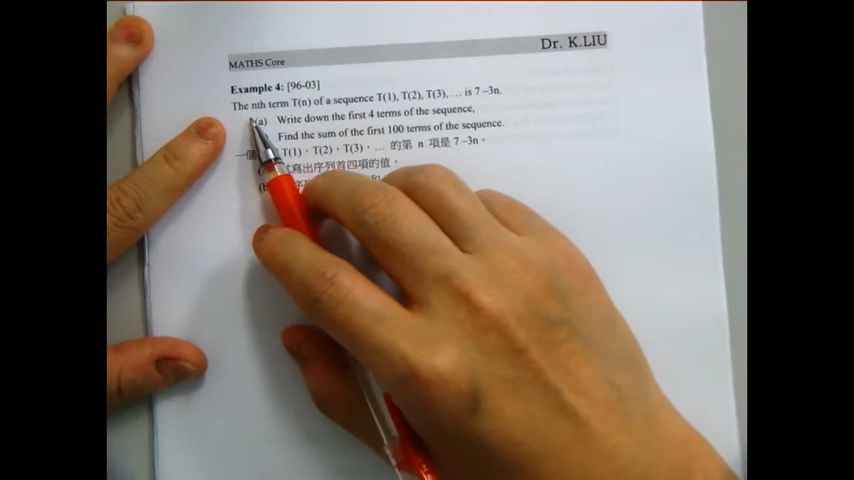 Dr. K.LIU
MATHS Core
Example 4: [96-03]
The nth term T(n) of a sequence T(1), T(2), T(3), … is 7 –3n.
(a) Write down the first 4 terms of the sequence,
Find the sum of the first 100 terms of the sequence.
一個 T(1)，T(2)，T(3)，… 的第 n 項是 7 –3n。
寫出序列首四項的值，
(b